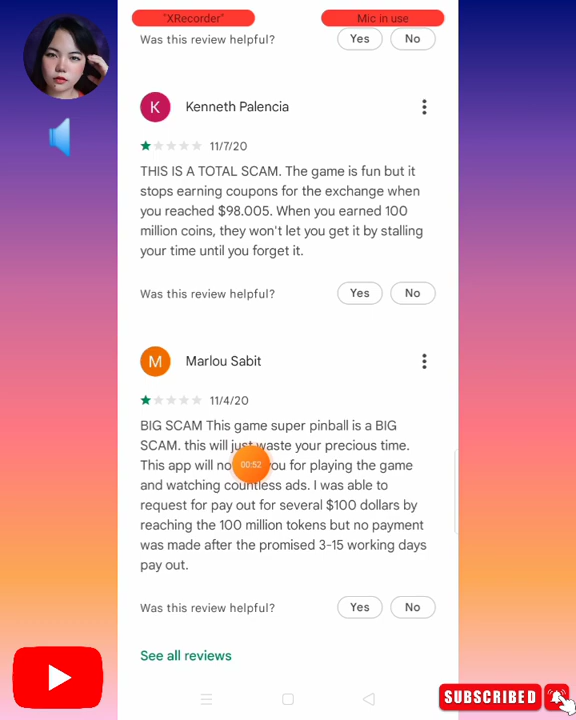 "XRecorder" Mic in use
Was this review helpful? Yes No
K Kenneth Palencia
11/7/20
THIS IS A TOTAL SCAM. The game is fun but it
stops earning coupons for the exchange when
you reached $98.005. When you earned 100
million coins, they won't let you get it by stalling
your time until you forget it.
Was this review helpful? Yes No
M Marlou Sabit
11/4/20
BIG SCAM This game super pinball is a BIG
SCAM. this will just waste your precious time.
This app will no 00:52 ou for playing the game
and watching countless ads. I was able to
request for pay out for several $100 dollars by
reaching the 100 million tokens but no payment
was made after the promised 3-15 working days
pay out.
Was this review helpful? Yes No
See all reviews
SUBSCRIBED